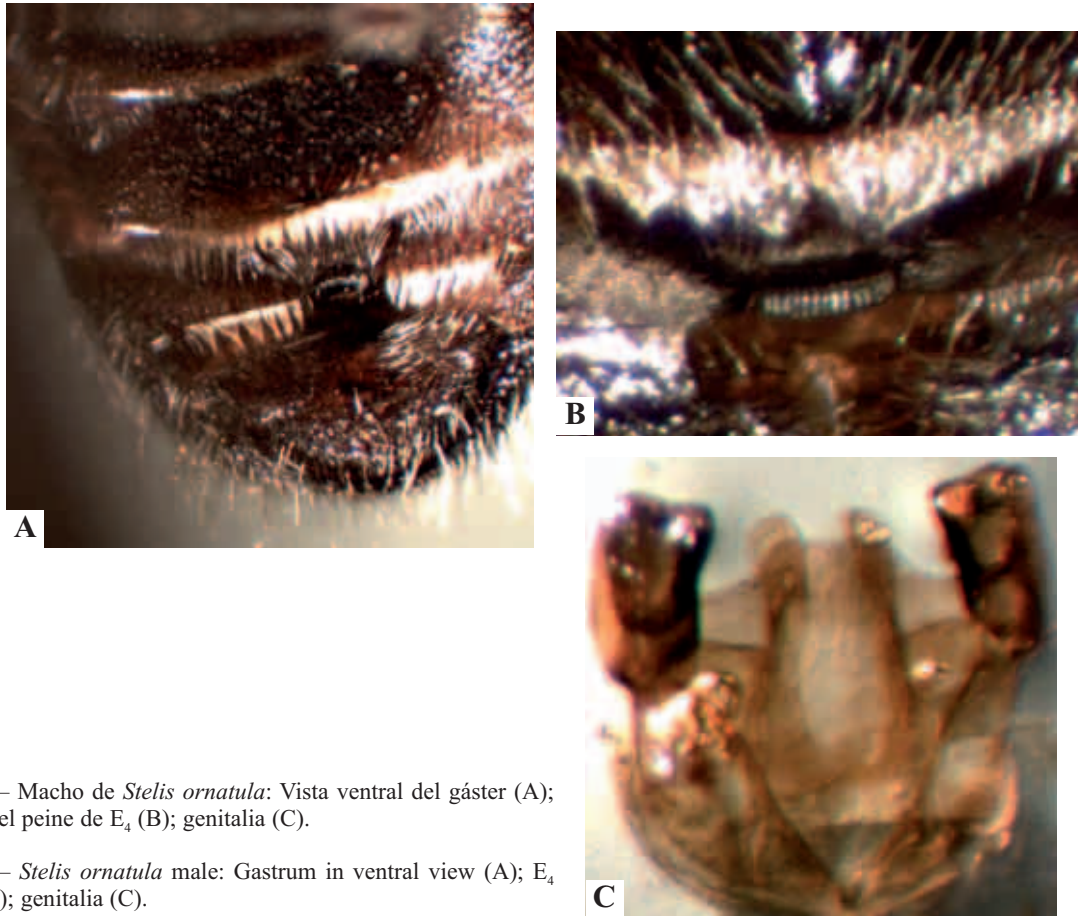 A
B
C
– Macho de Stelis ornatula: Vista ventral del gáster (A);
el peine de E₄ (B); genitalia (C).
– Stelis ornatula male: Gastrum in ventral view (A); E₄
); genitalia (C).